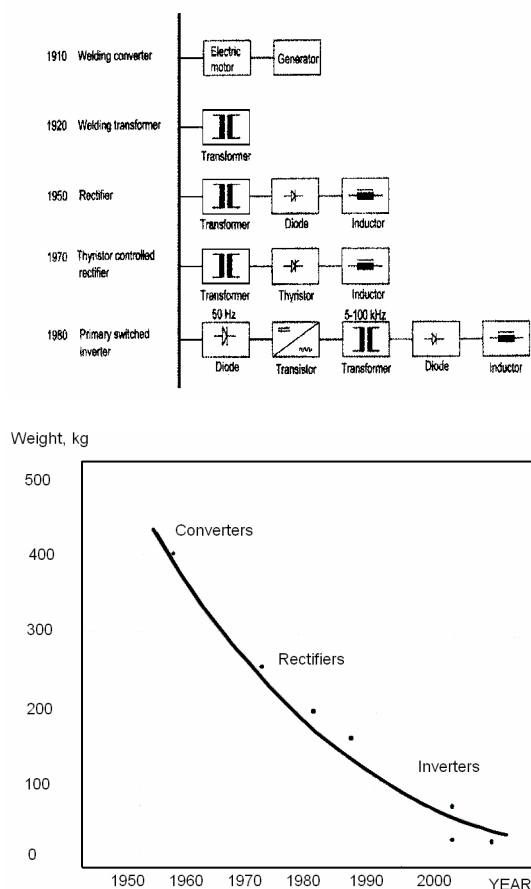 1910 Welding converter
Electric
motor
Generator
1920 Welding transformer
Transformer
1950 Rectifier
Transformer Diode Inductor
1970 Thyristor controlled
rectifier
Transformer Thyristor Inductor
50 Hz 5-100 kHz
1980 Primary switched
inverter
Diode Transistor Transformer Diode Inductor
Weight, kg
500
Converters
400
300
Rectifiers
200
100
Inverters
0
1950 1960 1970 1980 1990 2000 YEAR